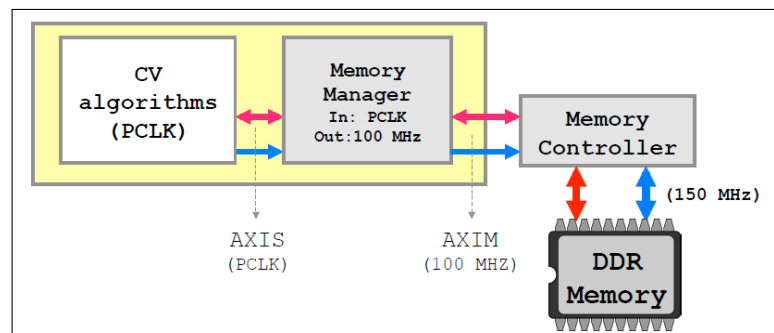 CV
algorithms
(PCLK)
Memory
Manager
In: PCLK
Out:100 MHz
Memory
Controller
(150 MHz)
AXIS
(PCLK)
AXIM
(100 MHZ)
DDR
Memory